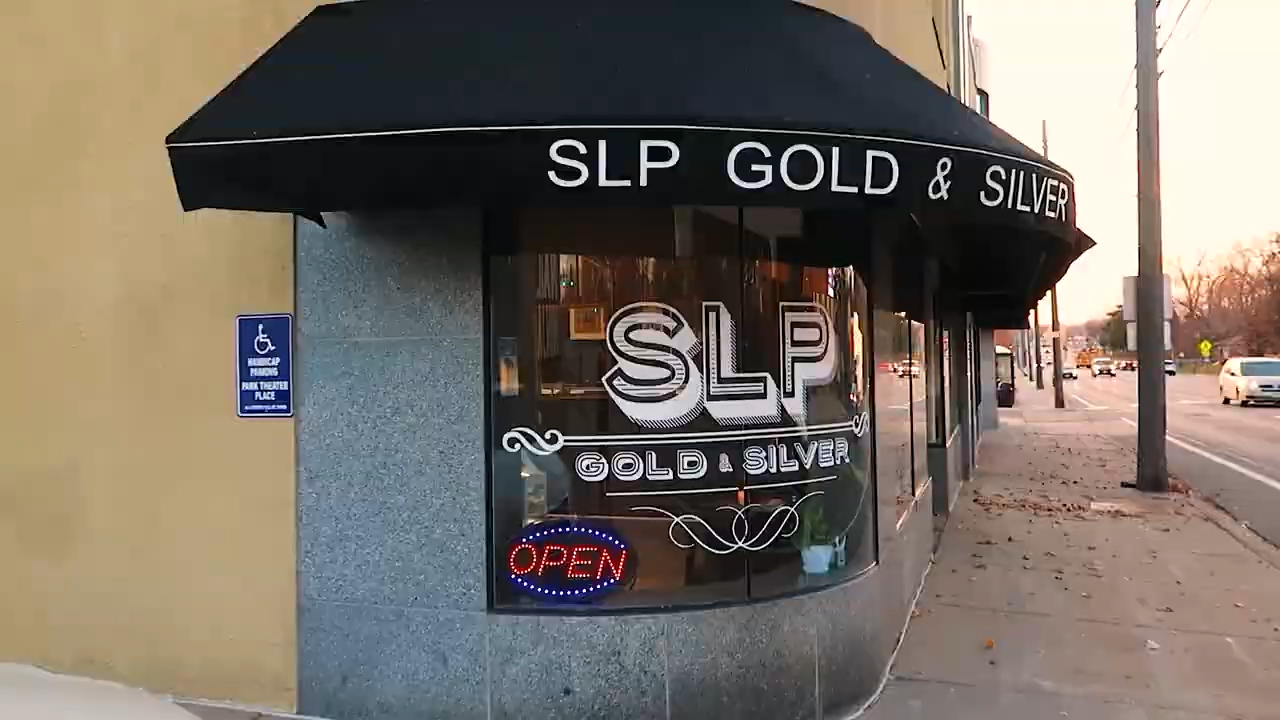 SLP GOLD & SILVER
SLP
GOLD & SILVER
OPEN
HANDICAP
PARKING
PARK THEATER
PLACE